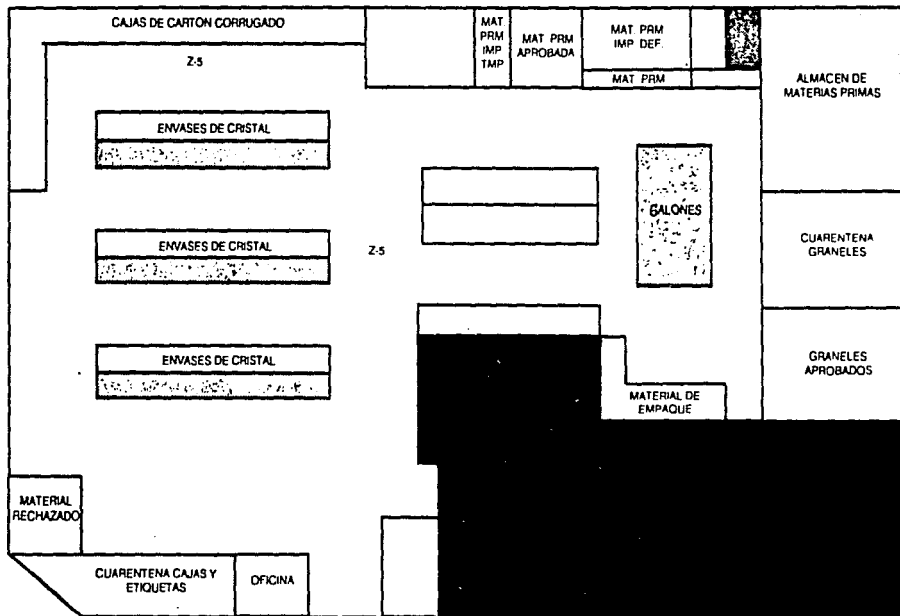 CAJAS DE CARTON CORRUGADO
Z-5
MAT
PRM
IMP
TMP
MAT PRM
APROBADA
MAT. PRM
IMP DEF.
MAT PRM
ALMACEN DE
MATERIAS PRIMAS
ENVASES DE CRISTAL
GALONES
ENVASES DE CRISTAL
Z-5
CUARENTENA
GRANELES
ENVASES DE CRISTAL
GRANELES
APROBADOS
MATERIAL DE
EMPAQUE
MATERIAL
RECHAZADO
CUARENTENA CAJAS Y
ETIQUETAS
OFICINA